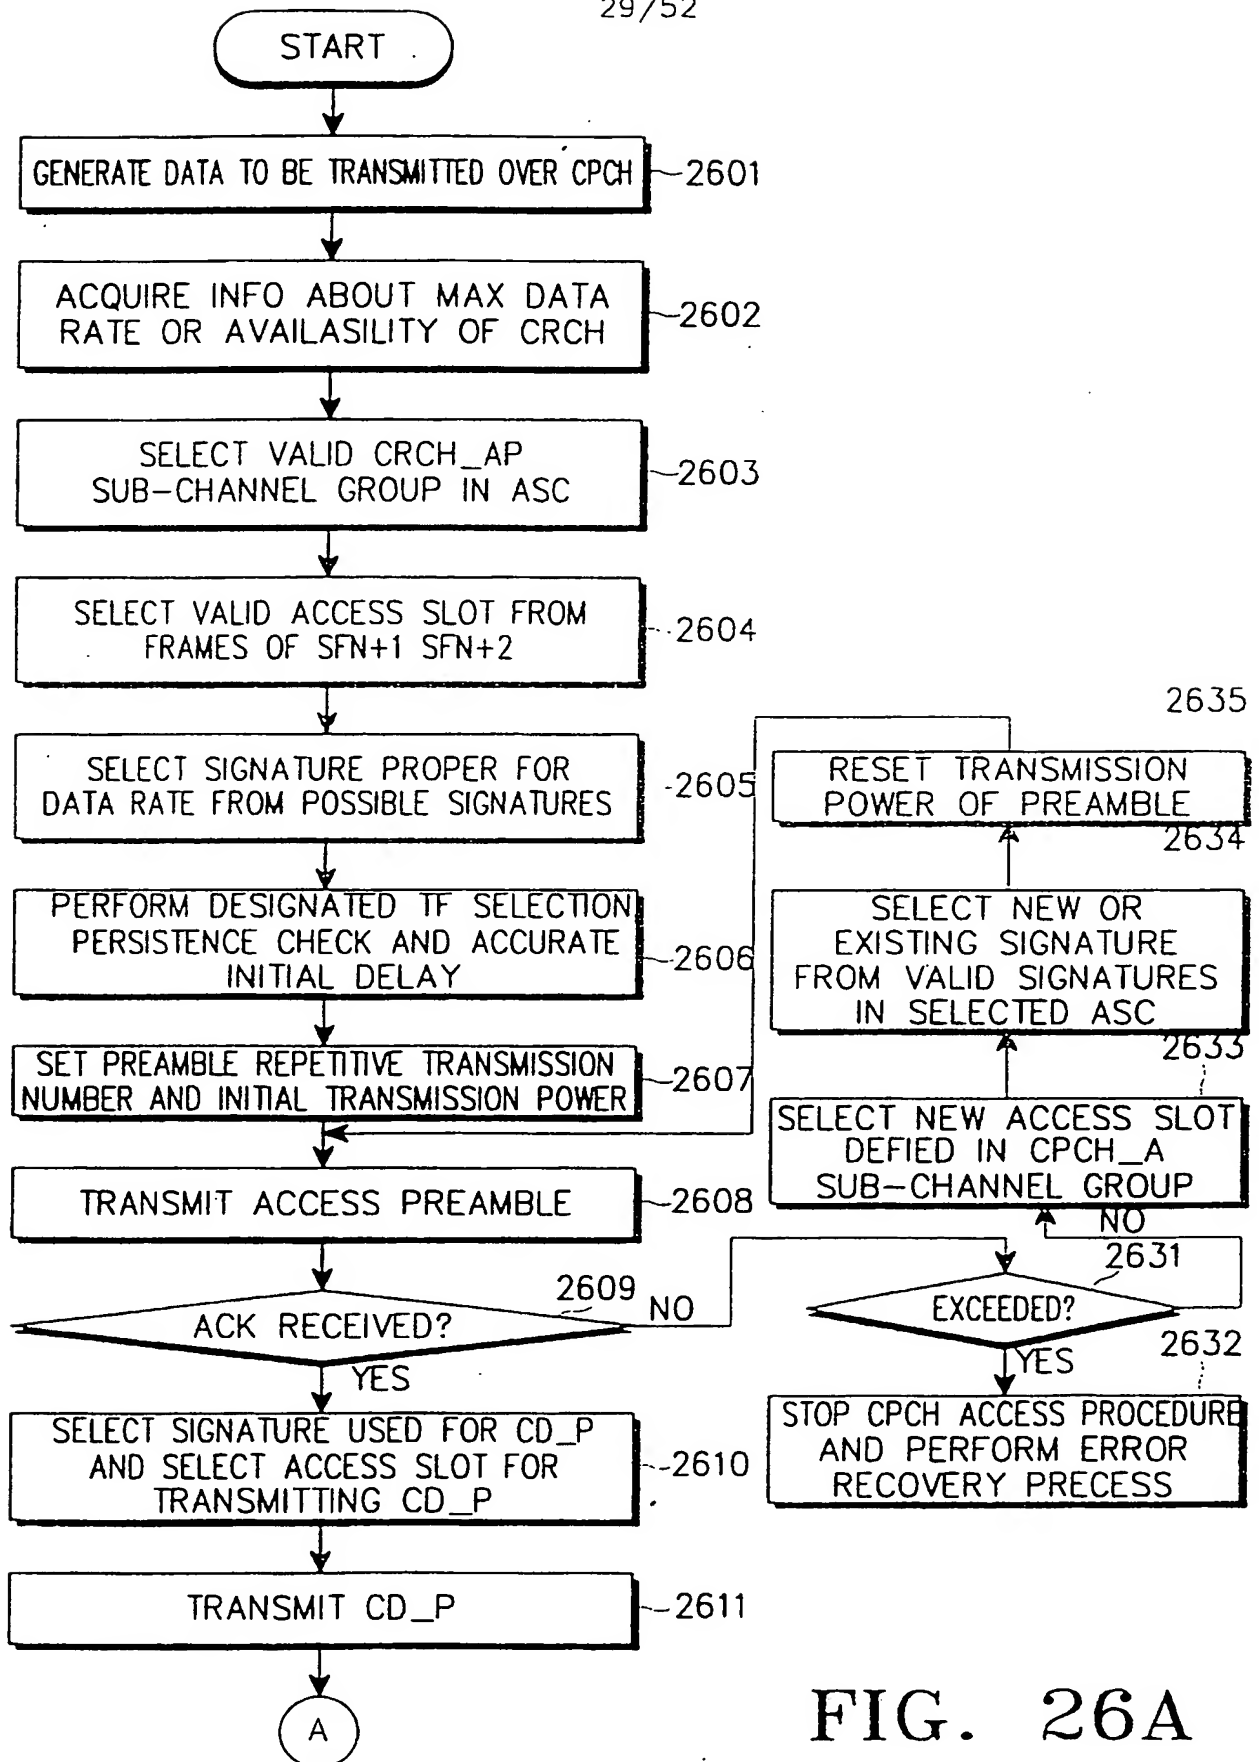 29/52
START
GENERATE DATA TO BE TRANSMITTED OVER CPCH
2601
ACQUIRE INFO ABOUT MAX DATA
RATE OR AVAILASILITY OF CRCH
2602
SELECT VALID CRCH_AP
SUB-CHANNEL GROUP IN ASC
2603
SELECT VALID ACCESS SLOT FROM
FRAMES OF SFN+1 SFN+2
2604
SELECT SIGNATURE PROPER FOR
DATA RATE FROM POSSIBLE SIGNATURES
2605
PERFORM DESIGNATED TF SELECTION
PERSISTENCE CHECK AND ACCURATE
INITIAL DELAY
2606
SET PREAMBLE REPETITIVE TRANSMISSION
NUMBER AND INITIAL TRANSMISSION POWER
2607
TRANSMIT ACCESS PREAMBLE
2608
ACK RECEIVED?
2609
NO
YES
SELECT SIGNATURE USED FOR CD_P
AND SELECT ACCESS SLOT FOR
TRANSMITTING CD_P
2610
TRANSMIT CD_P
2611
A
2635
RESET TRANSMISSION
POWER OF PREAMBLE
2634
SELECT NEW OR
EXISTING SIGNATURE
FROM VALID SIGNATURES
IN SELECTED ASC
2633
SELECT NEW ACCESS SLOT
DEFIED IN CPCH_A
SUB-CHANNEL GROUP
NO
2631
EXCEEDED?
YES
2632
STOP CPCH ACCESS PROCEDURE
AND PERFORM ERROR
RECOVERY PRECESS
FIG. 26A